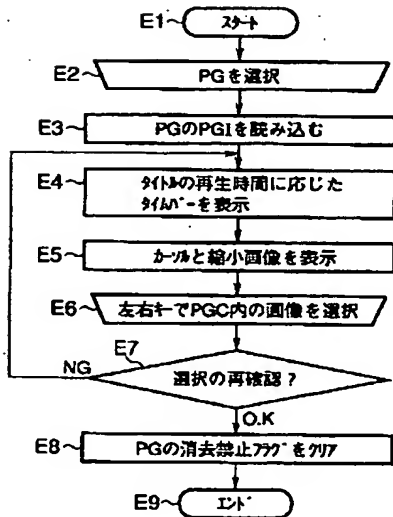 E1 スタート
E2 PGを選択
E3 PGのPGIを読み込む
E4 タイトルの再生時間に応じた
タイムバーを表示
E5 カーソルと縮小画像を表示
E6 左右キーでPGC内の画像を選択
E7
NG 選択の再確認?
O.K
E8 PGの消去禁止フラグをクリア
E9 エンド